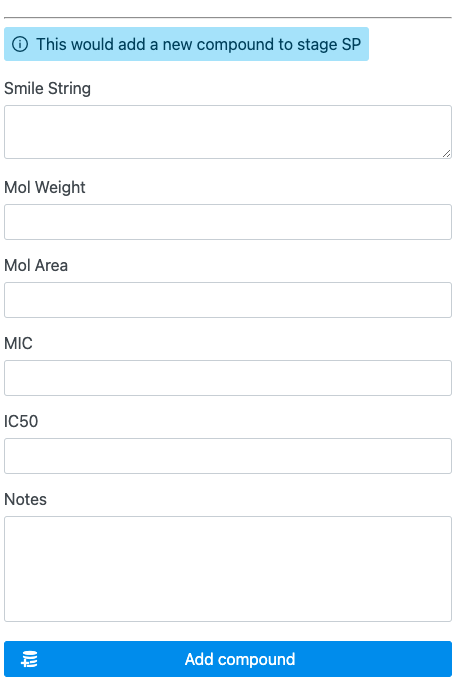 This would add a new compound to stage SP
Smile String
Mol Weight
Mol Area
MIC
IC50
Notes
Add compound